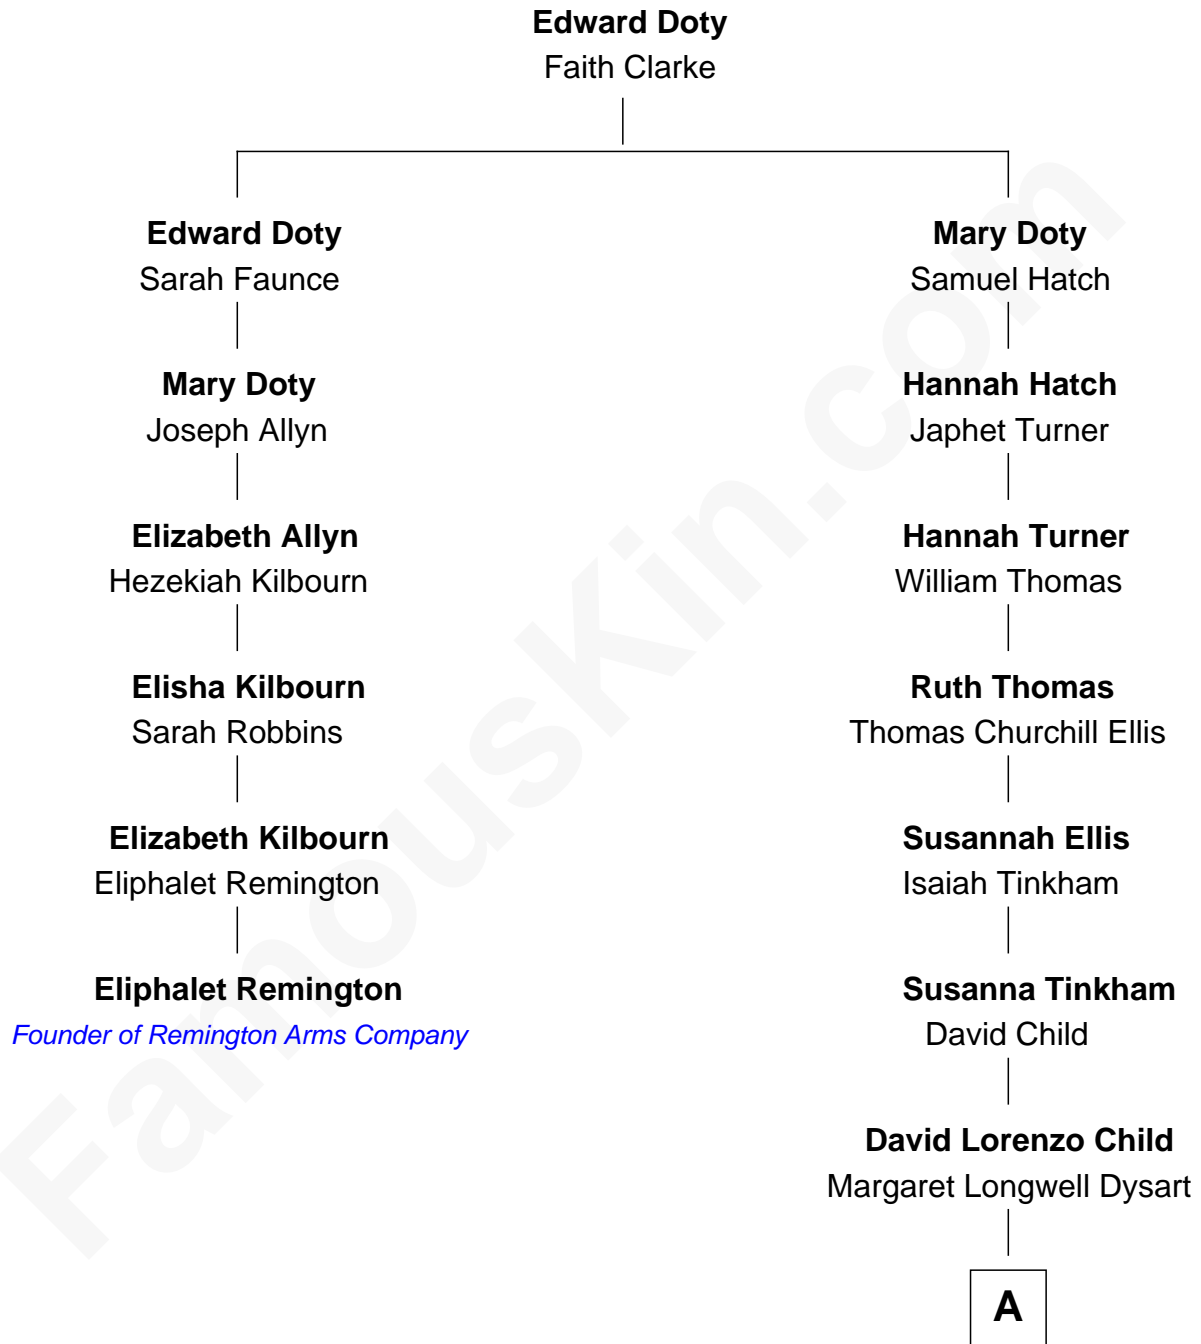 Edward Doty
Faith Clarke
Edward Doty
Sarah Faunce
Mary Doty
Joseph Allyn
Elizabeth Allyn
Hezekiah Kilbourn
Elisha Kilbourn
Sarah Robbins
Elizabeth Kilbourn
Eliphalet Remington
Eliphalet Remington
Founder of Remington Arms Company
Mary Doty
Samuel Hatch
Hannah Hatch
Japhet Turner
Hannah Turner
William Thomas
Ruth Thomas
Thomas Churchill Ellis
Susannah Ellis
Isaiah Tinkham
Susanna Tinkham
David Child
David Lorenzo Child
Margaret Longwell Dysart
A
FamousKin.com